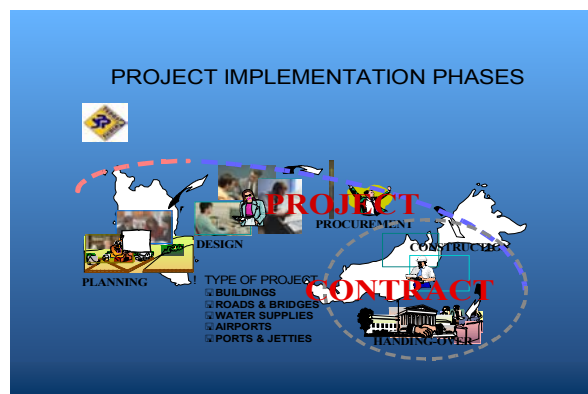 PROJECT IMPLEMENTATION PHASES
PROJECT
PROCUREMENT
DESIGN
CONSTRUCTIC
PLANNING
! TYPE OF PROJECT
CONTRACT
BUILDINGS
ROADS & BRIDGES
WATER SUPPLIES
AIRPORTS
PORTS & JETTIES
HANDING-OVER